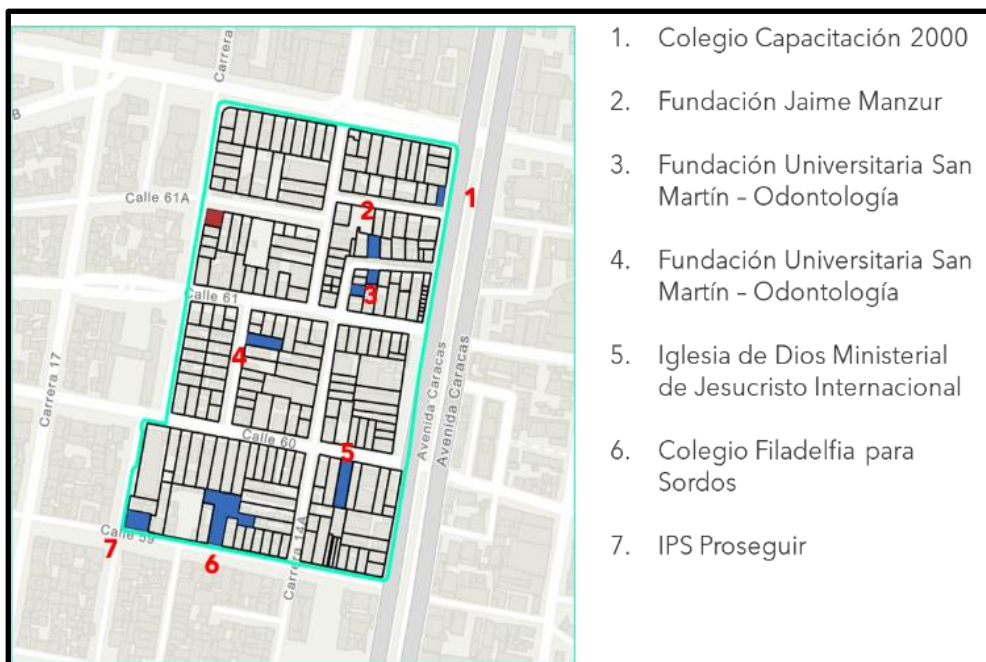 Carrera
B
Calle 61A
1
2
3
Calle 61
4
Carrera 17
Avenida Caracas
Avenida Caracas
Calle 60
5
Calle 59
7
6
Carrera 14A
1. Colegio Capacitación 2000
2. Fundación Jaime Manzur
3. Fundación Universitaria San
Martín – Odontología
4. Fundación Universitaria San
Martín – Odontología
5. Iglesia de Dios Ministerial
de Jesucristo Internacional
6. Colegio Filadelfia para
Sordos
7. IPS Proseguir